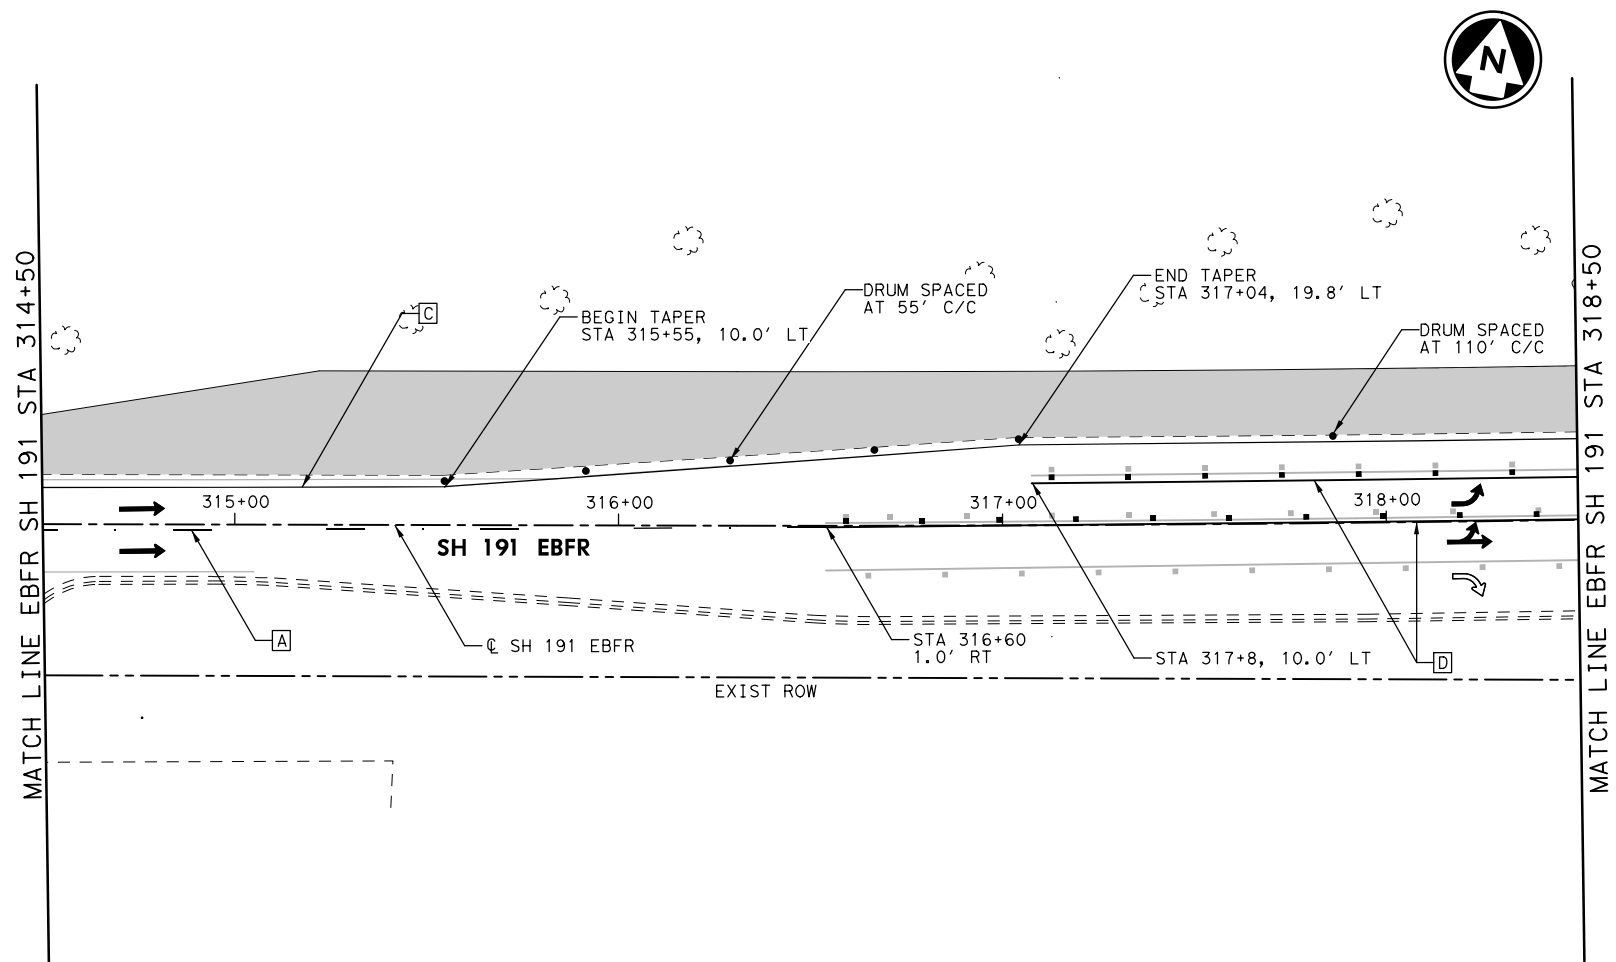 N
MATCH LINE EBFR SH 191 STA 314+50
MATCH LINE EBFR SH 191 STA 318+50
END TAPER
STA 317+04, 19.8' LT
DRUM SPACED
AT 55' C/C
C
BEGIN TAPER
STA 315+55, 10.0' LT
DRUM SPACED
AT 110' C/C
315+00
316+00
317+00
318+00
SH 191 EBFR
A
℄ SH 191 EBFR
STA 316+60
1.0' RT
STA 317+8, 10.0' LT
D
EXIST ROW